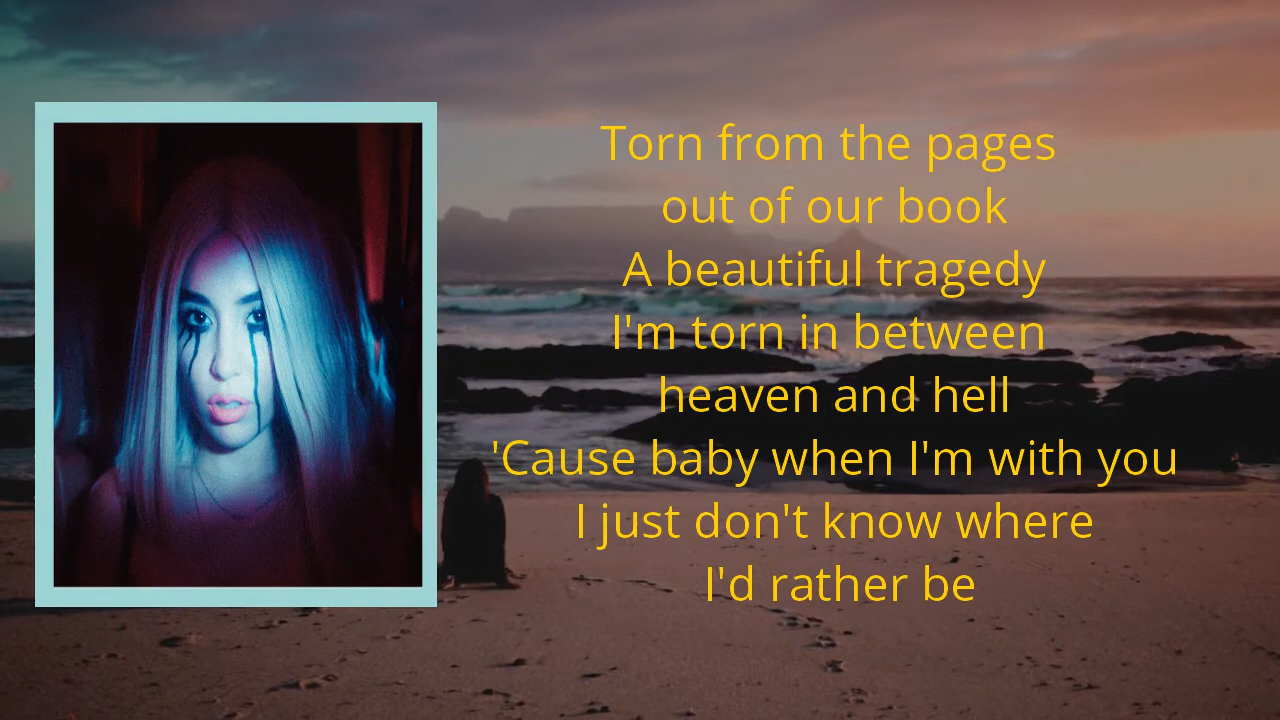 Torn from the pages
out of our book
A beautiful tragedy
I'm torn in between
heaven and hell
'Cause baby when I'm with you
I just don't know where
I'd rather be